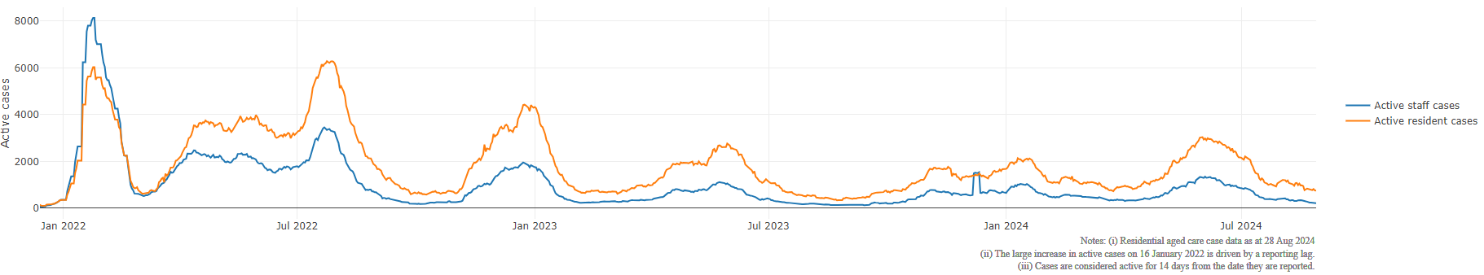 8000
6000
4000
2000
0
Active cases
Jan 2022
Jul 2022
Jan 2023
Jul 2023
Jan 2024
Jul 2024
Active staff cases
Active resident cases
Notes: (i) Residential aged care case data as at 28 Aug 2024
(ii) The large increase in active cases on 16 January 2022 is driven by a reporting lag.
(iii) Cases are considered active for 14 days from the date they are reported.